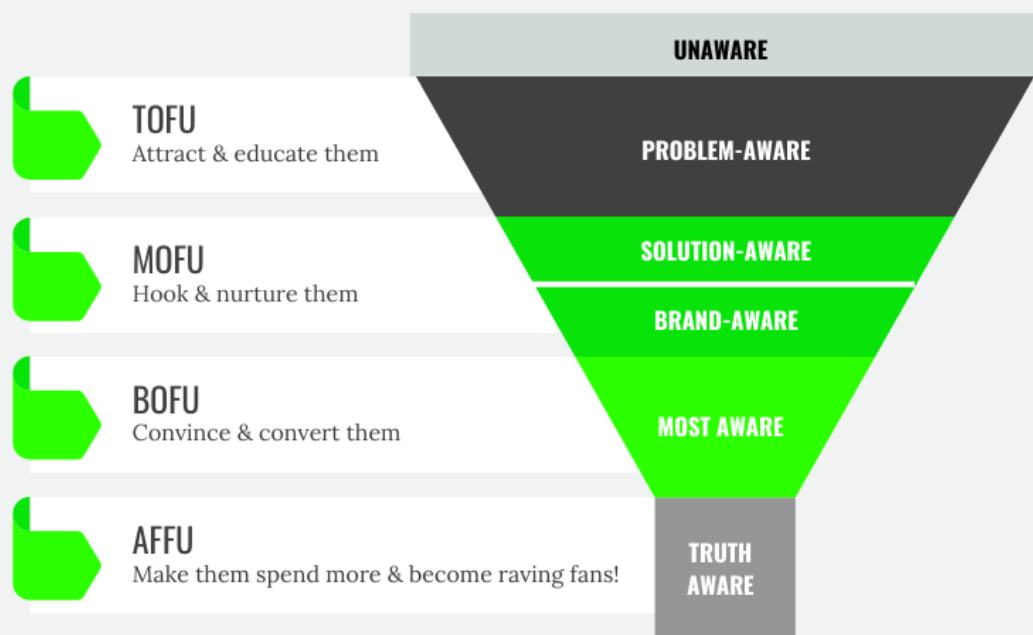 UNAWARE
TOFU
Attract & educate them
PROBLEM-AWARE
MOFU
Hook & nurture them
SOLUTION-AWARE
BRAND-AWARE
BOFU
Convince & convert them
MOST AWARE
AFFU
Make them spend more & become raving fans!
TRUTH
AWARE